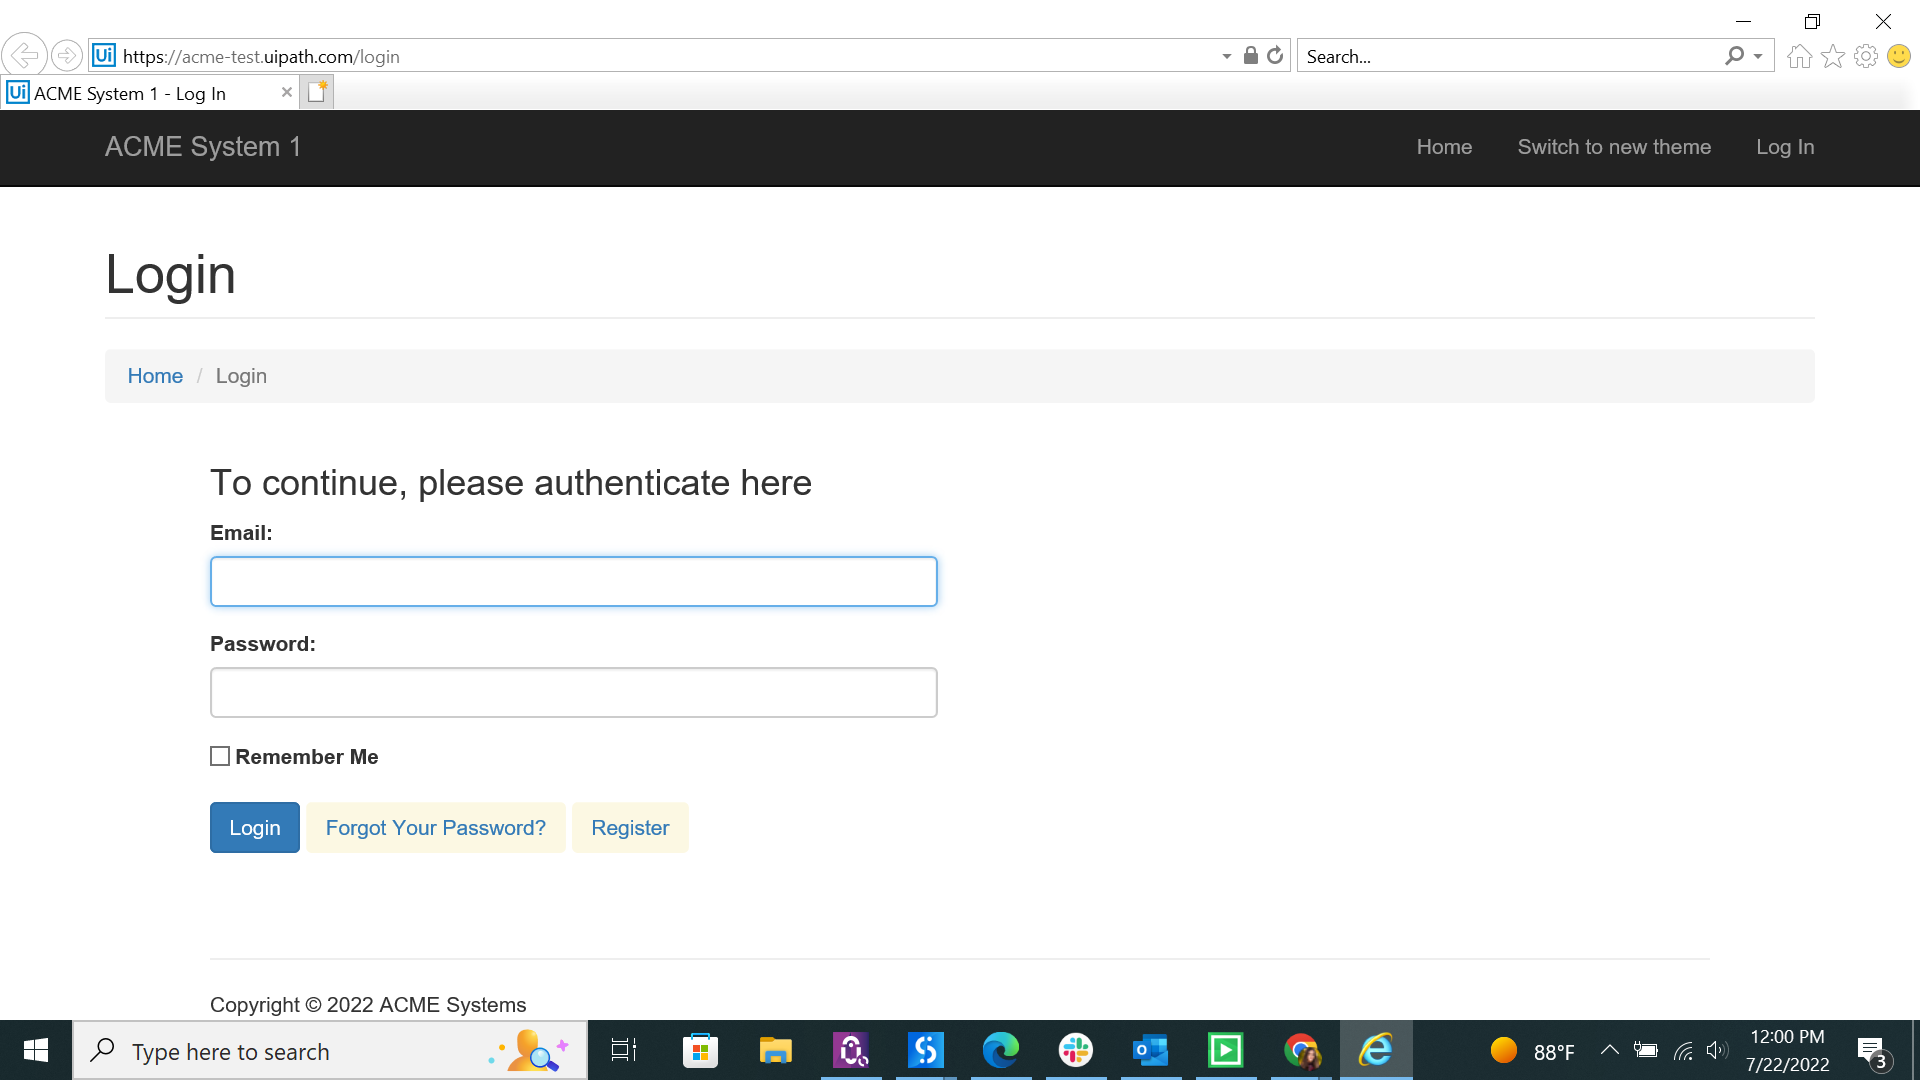 https://acme-test.uipath.com/login
Search...
Ui ACME System 1 - Log In
ACME System 1
Home
Switch to new theme
Log In
Login
Home / Login
To continue, please authenticate here
Email:
Password:
Remember Me
Login
Forgot Your Password?
Register
Copyright © 2022 ACME Systems
Type here to search
88°F
12:00 PM
7/22/2022
3